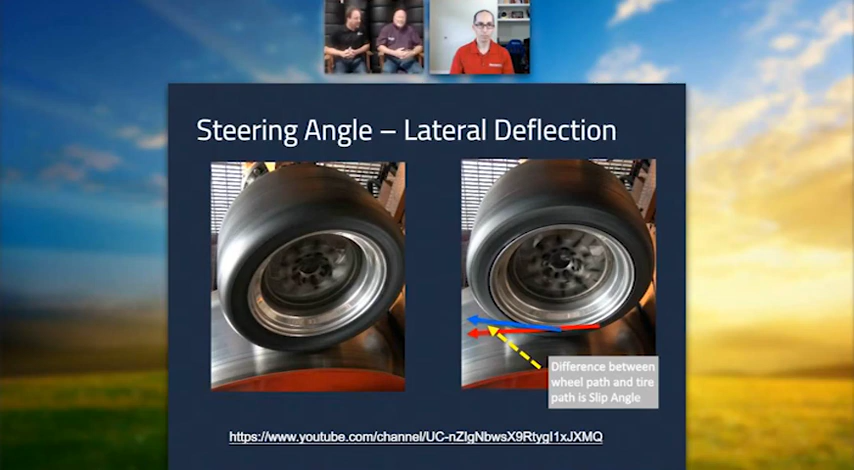 Steering Angle – Lateral Deflection
Difference between
wheel path and tire
path is Slip Angle
https://www.youtube.com/channel/UC-nZIgNbwsX9RtygI1xJXMQ